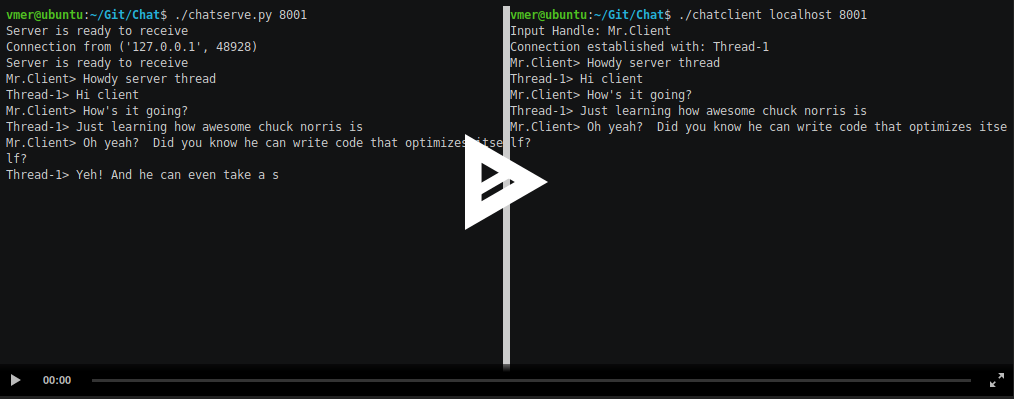 vmer@ubuntu:~/Git/Chat$ ./chatserve.py 8001
Server is ready to receive
Connection from ('127.0.0.1', 48928)
Server is ready to receive
Mr.Client> Howdy server thread
Thread-1> Hi client
Mr.Client> How's it going?
Thread-1> Just learning how awesome chuck norris is
Mr.Client> Oh yeah?  Did you know he can write code that optimizes itse
lf?
Thread-1> Yeh! And he can even take a s
vmer@ubuntu:~/Git/Chat$ ./chatclient localhost 8001
Input Handle: Mr.Client
Connection established with: Thread-1
Mr.Client> Howdy server thread
Thread-1> Hi client
Mr.Client> How's it going?
Thread-1> Just learning how awesome chuck norris is
Mr.Client> Oh yeah?  Did you know he can write code that optimizes itse
lf?
00:00